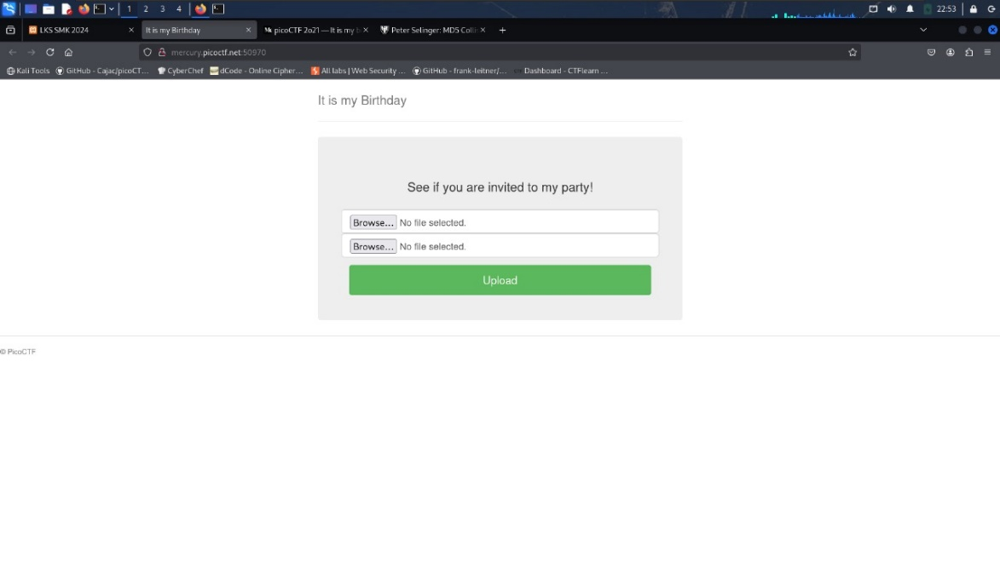 1 2 3 4 22:53
LKS SMK 2024 It is my Birthday picoCTF 2o21 — It is my b Peter Selinger: MD5 Collis
mercury.picoctf.net:50970
Kali Tools GitHub - Cajac/picoCT... CyberChef dCode - Online Cipher... All labs | Web Security ... GitHub - frank-leitner/... Dashboard - CTFlearn ...
It is my Birthday
See if you are invited to my party!
Browse... No file selected.
Browse... No file selected.
Upload
© PicoCTF